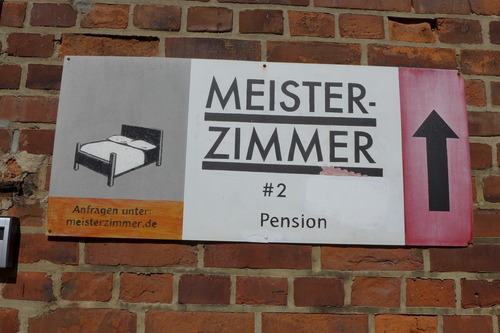 MEISTER-
ZIMMER
#2
Pension
Anfragen unter:
meisterzimmer.de